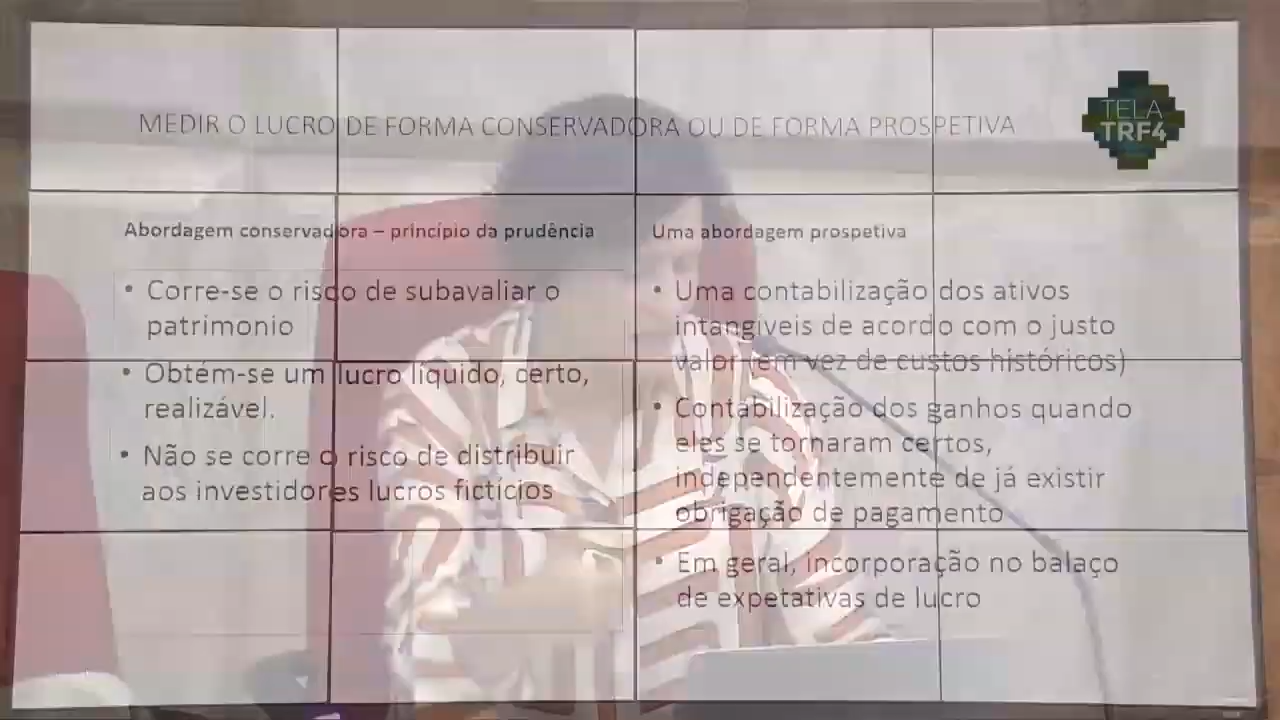 TELA
TRF4
MEDIR O LUCRO DE FORMA CONSERVADORA OU DE FORMA PROSPETIVA
Abordagem conservadora – princípio da prudência
• Corre-se o risco de subavaliar o
patrimonio
• Obtém-se um lucro líquido, certo,
realizável.
• Não se corre o risco de distribuir
aos investidores lucros fictícios
Uma abordagem prospetiva
• Uma contabilização dos ativos
intangíveis de acordo com o justo
valor (em vez de custos históricos)
• Contabilização dos ganhos quando
eles se tornaram certos,
independentemente de já existir
obrigação de pagamento
• Em geral, incorporação no balaço
de expetativas de lucro